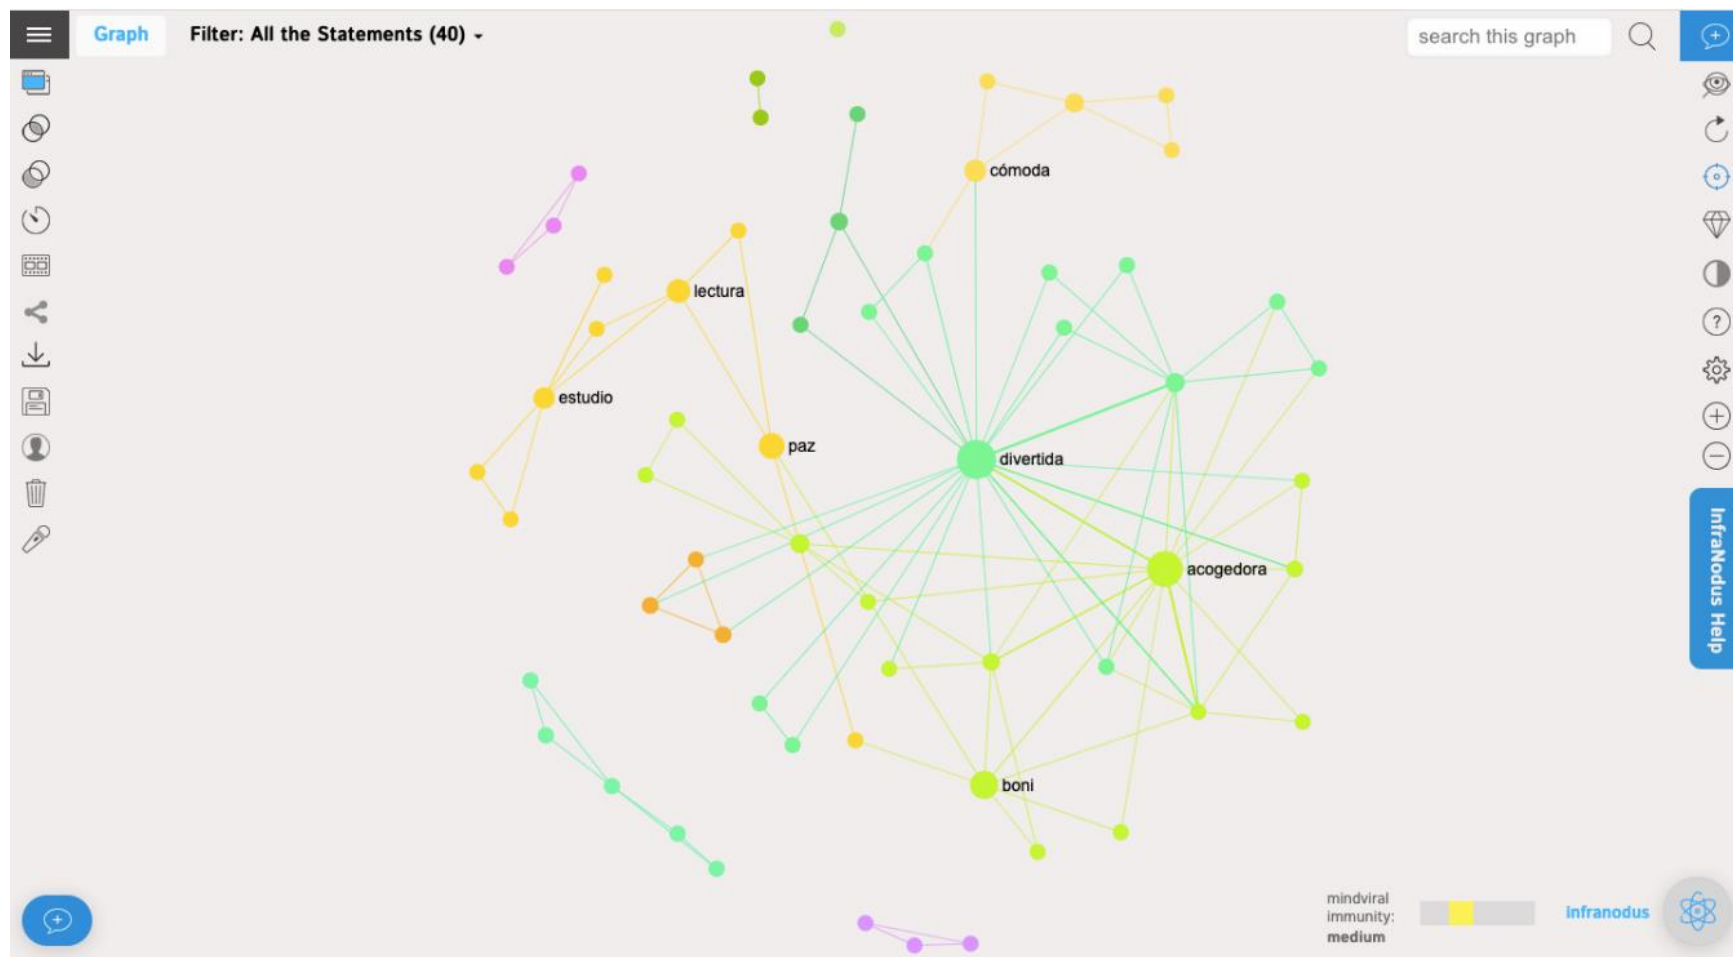 Graph
Filter: All the Statements (40)
search this graph
cómoda
lectura
estudio
paz
divertida
acogedora
boni
InfraNodus Help
mindviral
immunity:
medium
infranodus